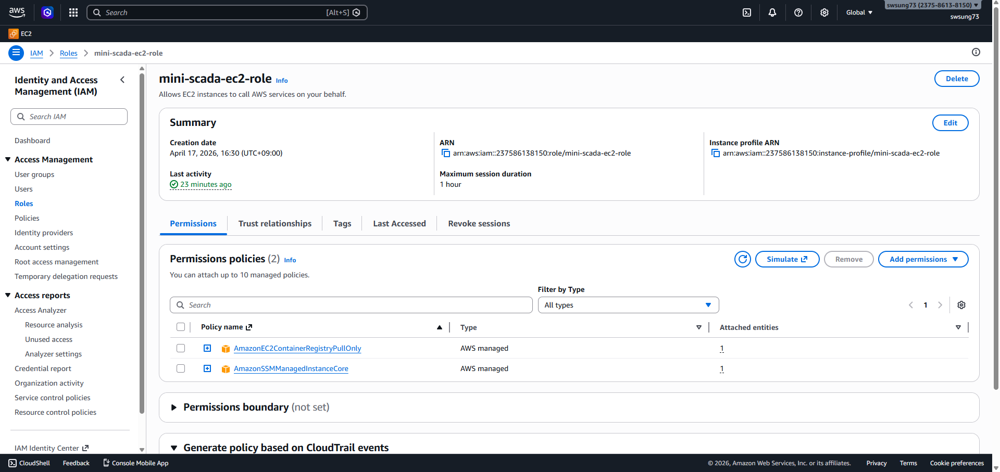 aws
Search [Alt+S]
Global
swsung73 (2375-8613-8150)
swsung73
EC2
IAM
Roles
mini-scada-ec2-role
Identity and Access Management (IAM)
Search IAM
Dashboard
Access Management
User groups
Users
Roles
Policies
Identity providers
Account settings
Root access management
Temporary delegation requests
Access reports
Access Analyzer
Resource analysis
Unused access
Analyzer settings
Credential report
Organization activity
Service control policies
Resource control policies
IAM Identity Center
mini-scada-ec2-role Info
Delete
Allows EC2 instances to call AWS services on your behalf.
Summary
Edit
Creation date
April 17, 2026, 16:30 (UTC+09:00)
ARN
arn:aws:iam::237586138150:role/mini-scada-ec2-role
Instance profile ARN
arn:aws:iam::237586138150:instance-profile/mini-scada-ec2-role
Last activity
23 minutes ago
Maximum session duration
1 hour
Permissions
Trust relationships
Tags
Last Accessed
Revoke sessions
Permissions policies (2) Info
Simulate
Remove
Add permissions
You can attach up to 10 managed policies.
Filter by Type
Search
All types
1
Policy name
Type
Attached entities
AmazonEC2ContainerRegistryPullOnly AWS managed 1
AmazonSSMManagedInstanceCore AWS managed 1
Permissions boundary (not set)
Generate policy based on CloudTrail events
CloudShell
Feedback
Console Mobile App
© 2026, Amazon Web Services, Inc. or its affiliates.
Privacy
Terms
Cookie preferences